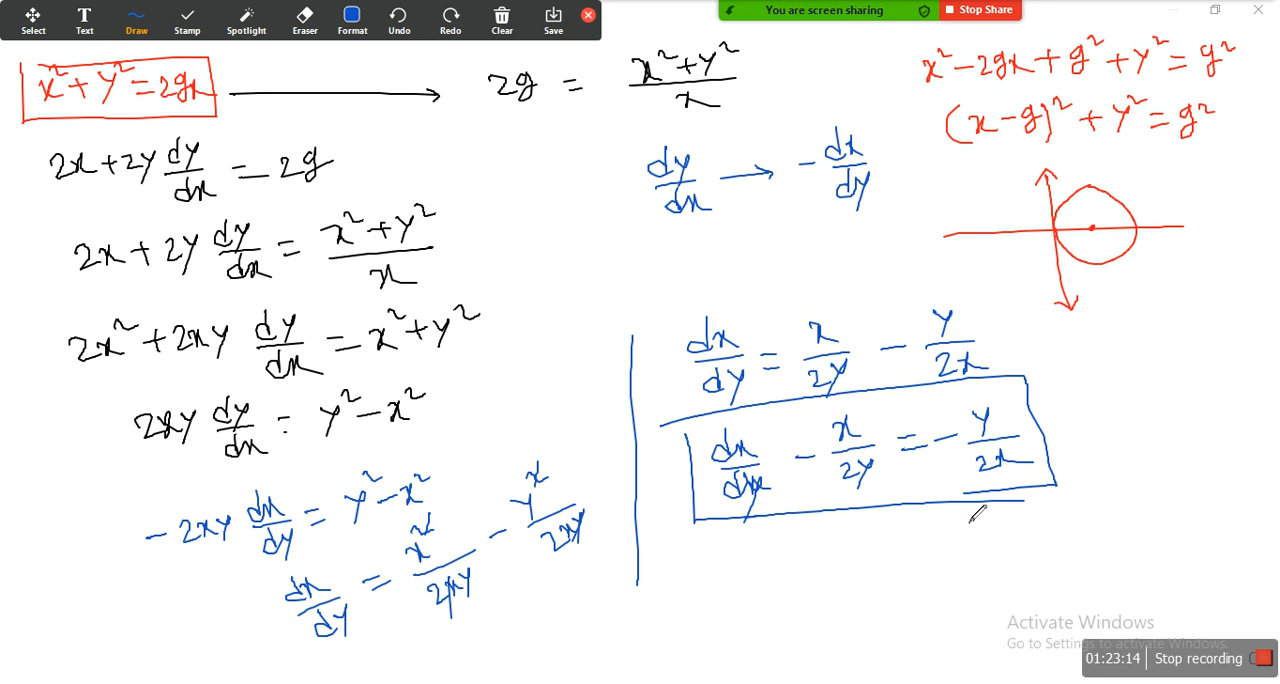 Select Text Draw Stamp Spotlight Eraser Format Undo Redo Clear Save
You are screen sharing Stop Share
x² + y² = 2gx → 2g = (x² + y²)/x
2x + 2y dy/dx = 2g
2x + 2y dy/dx = (x² + y²)/x
2x² + 2xy dy/dx = x² + y²
2xy dy/dx = y² - x²
- 2xy dx/dy = y² - x²
dx/dy = x²/2xy - y²/2xy
dy/dx → - dx/dy
x² - 2gx + g² + y² = g²
(x - g)² + y² = g²
dx/dy = x/2y - y/2x
dx/dy - x/2y = - y/2x
Activate Windows
Go to Settings to activate Windows.
01:23:14 Stop recording